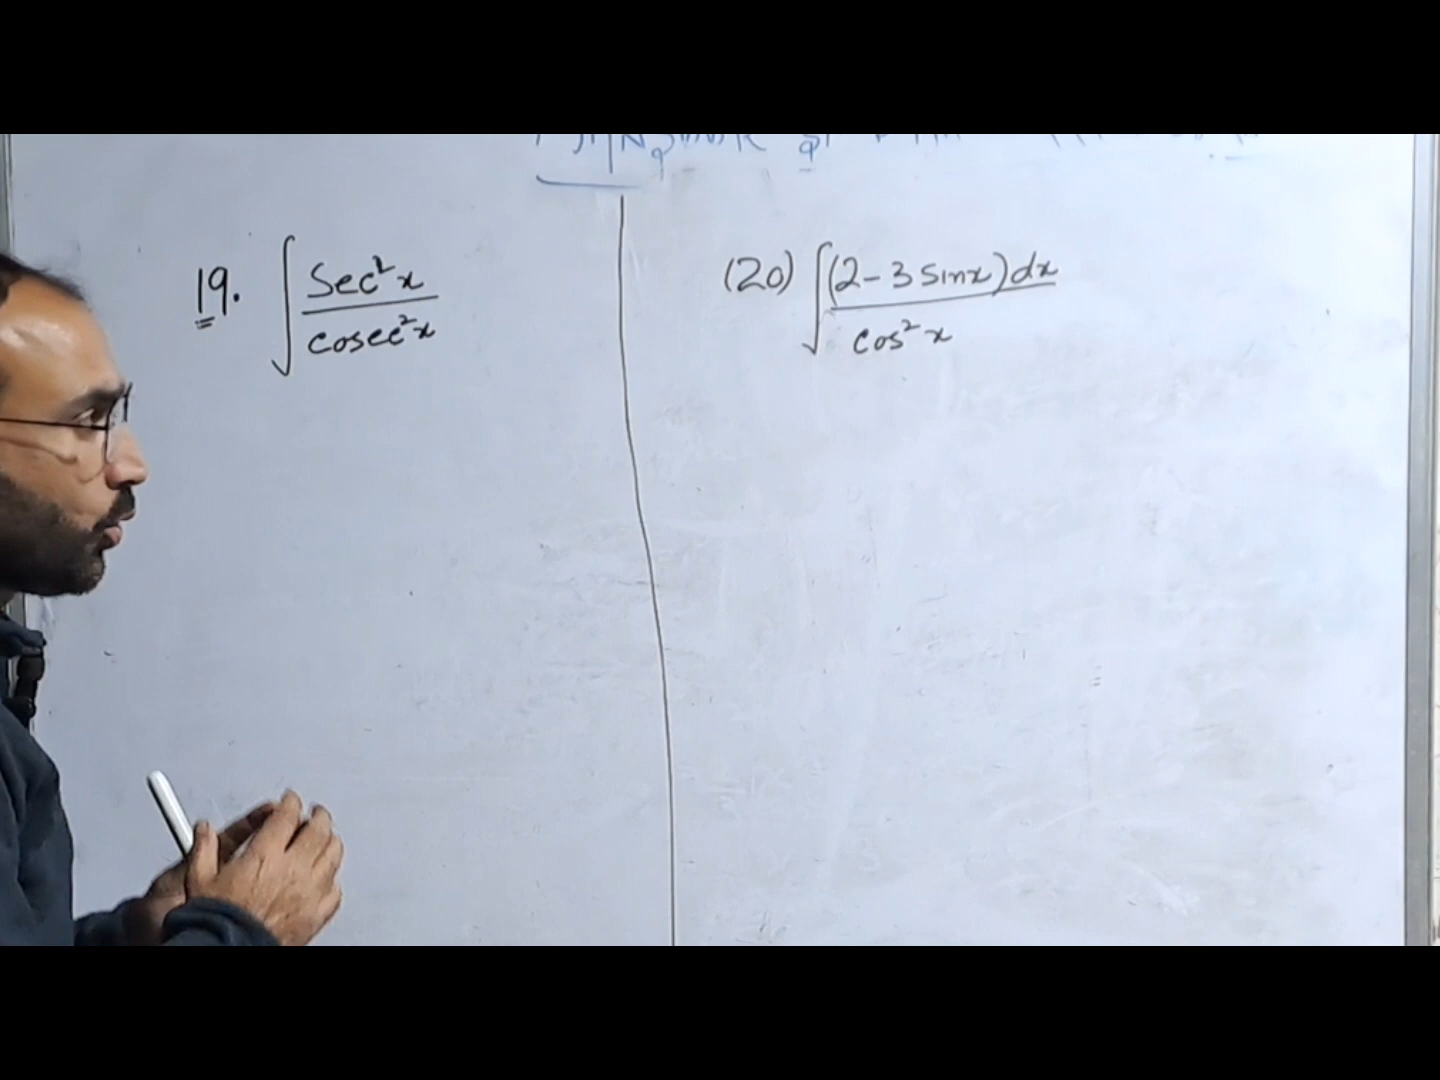 19. ∫ Sec²x / cosec²x
(20) ∫ (2 - 3 sinx) dx / cos²x